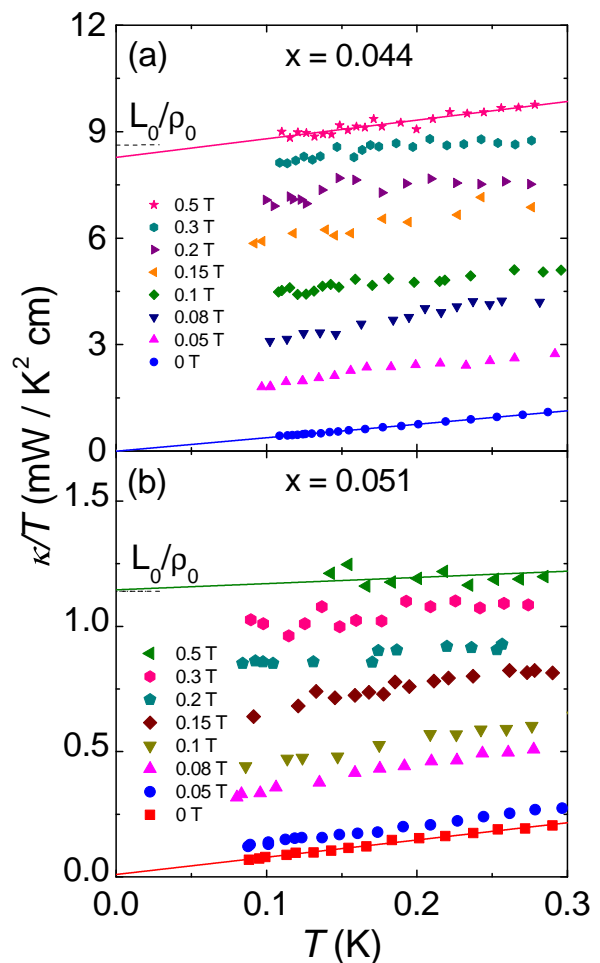 12
(a)
x = 0.044
L₀/ρ₀
9
0.5 T
0.3 T
0.2 T
6
0.15 T
0.1 T
0.08 T
3
0.05 T
0 T
0
κ/T (mW / K² cm)
(b)
x = 0.051
1.5
L₀/ρ₀
1.0
0.5 T
0.3 T
0.2 T
0.15 T
0.5
0.1 T
0.08 T
0.05 T
0 T
0.0
0.0 0.1 0.2 0.3
T (K)